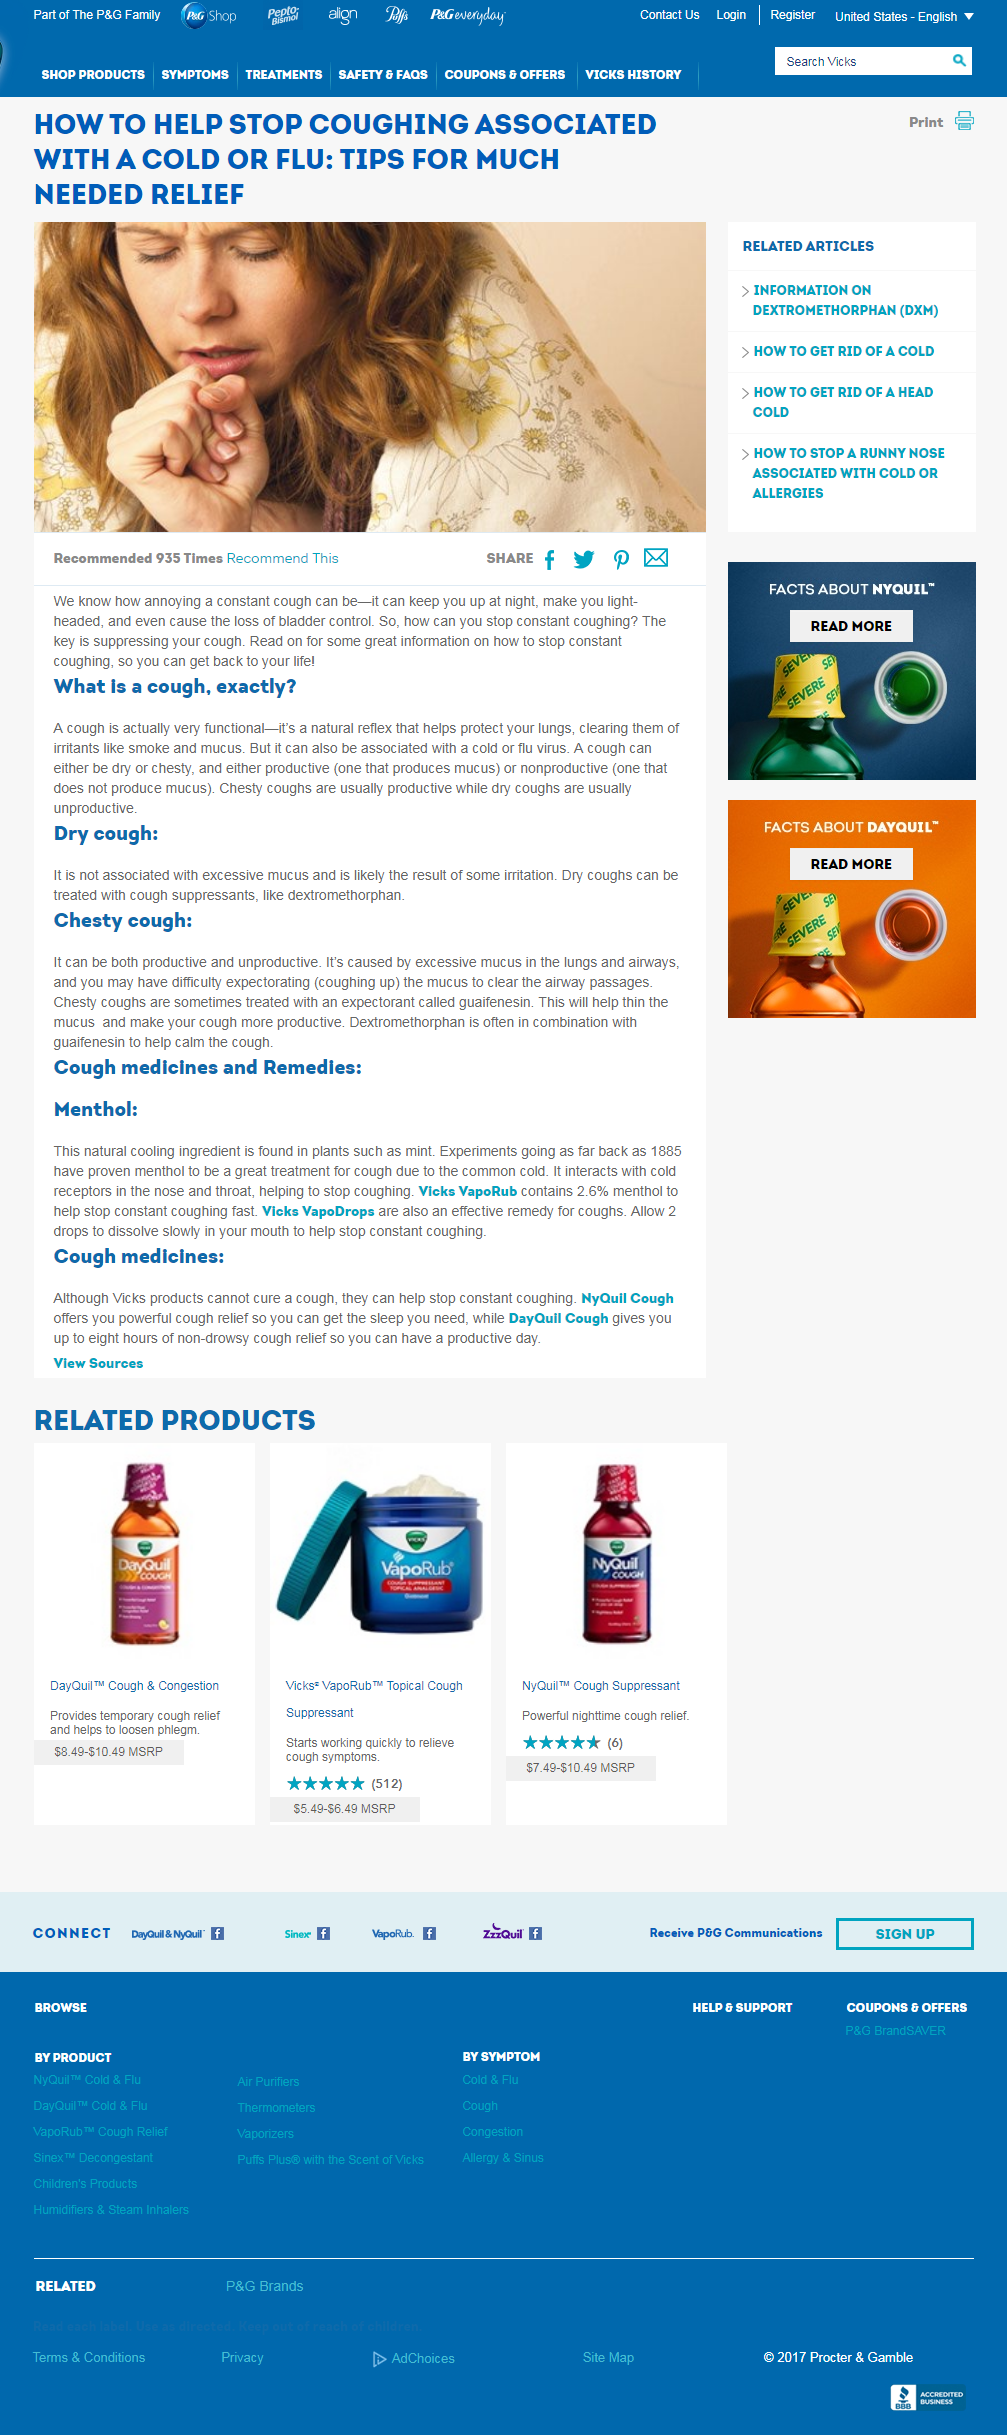 Part of The P&G Family
P&G Shop
Pepto Bismol
align
Puffs
P&G everyday
Contact Us
Login
Register
United States - English
SHOP PRODUCTS
SYMPTOMS
TREATMENTS
SAFETY & FAQS
COUPONS & OFFERS
VICKS HISTORY
Search Vicks
HOW TO HELP STOP COUGHING ASSOCIATED
WITH A COLD OR FLU: TIPS FOR MUCH
NEEDED RELIEF
Print
Recommended 935 Times Recommend This
SHARE
We know how annoying a constant cough can be—it can keep you up at night, make you light-
headed, and even cause the loss of bladder control. So, how can you stop constant coughing? The
key is suppressing your cough. Read on for some great information on how to stop constant
coughing, so you can get back to your life!
What is a cough, exactly?
A cough is actually very functional—it's a natural reflex that helps protect your lungs, clearing them of
irritants like smoke and mucus. But it can also be associated with a cold or flu virus. A cough can
either be dry or chesty, and either productive (one that produces mucus) or nonproductive (one that
does not produce mucus). Chesty coughs are usually productive while dry coughs are usually
unproductive.
Dry cough:
It is not associated with excessive mucus and is likely the result of some irritation. Dry coughs can be
treated with cough suppressants, like dextromethorphan.
Chesty cough:
It can be both productive and unproductive. It's caused by excessive mucus in the lungs and airways,
and you may have difficulty expectorating (coughing up) the mucus to clear the airway passages.
Chesty coughs are sometimes treated with an expectorant called guaifenesin. This will help thin the
mucus and make your cough more productive. Dextromethorphan is often in combination with
guaifenesin to help calm the cough.
Cough medicines and Remedies:
Menthol:
This natural cooling ingredient is found in plants such as mint. Experiments going as far back as 1885
have proven menthol to be a great treatment for cough due to the common cold. It interacts with cold
receptors in the nose and throat, helping to stop coughing. Vicks VapoRub contains 2.6% menthol to
help stop constant coughing fast. Vicks VapoDrops are also an effective remedy for coughs. Allow 2
drops to dissolve slowly in your mouth to help stop constant coughing.
Cough medicines:
Although Vicks products cannot cure a cough, they can help stop constant coughing. NyQuil Cough
offers you powerful cough relief so you can get the sleep you need, while DayQuil Cough gives you
up to eight hours of non-drowsy cough relief so you can have a productive day.
View Sources
RELATED ARTICLES
INFORMATION ON
DEXTROMETHORPHAN (DXM)
HOW TO GET RID OF A COLD
HOW TO GET RID OF A HEAD
COLD
HOW TO STOP A RUNNY NOSE
ASSOCIATED WITH COLD OR
ALLERGIES
FACTS ABOUT NYQUIL™
READ MORE
SEVERE
FACTS ABOUT DAYQUIL™
READ MORE
SEVERE
RELATED PRODUCTS
VICKS
DayQuil
COUGH
COUGH & CONGESTION
DayQuil™ Cough & Congestion
Provides temporary cough relief
and helps to loosen phlegm.
$8.49-$10.49 MSRP
VICKS
VapoRub
COUGH SUPPRESSANT
TOPICAL ANALGESIC
Vicks® VapoRub™ Topical Cough
Suppressant
Starts working quickly to relieve
cough symptoms.
(512)
$5.49-$6.49 MSRP
VICKS
NyQuil
COUGH
COUGH SUPPRESSANT
NyQuil™ Cough Suppressant
Powerful nighttime cough relief.
(6)
$7.49-$10.49 MSRP
CONNECT
DayQuil & NyQuil
Sinex
VapoRub.
ZzzQuil
Receive P&G Communications
SIGN UP
BROWSE
HELP & SUPPORT
COUPONS & OFFERS
P&G BrandSAVER
BY PRODUCT
NyQuil™ Cold & Flu
DayQuil™ Cold & Flu
VapoRub™ Cough Relief
Sinex™ Decongestant
Children's Products
Humidifiers & Steam Inhalers
Air Purifiers
Thermometers
Vaporizers
Puffs Plus® with the Scent of Vicks
BY SYMPTOM
Cold & Flu
Cough
Congestion
Allergy & Sinus
RELATED
P&G Brands
Terms & Conditions
Privacy
AdChoices
Site Map
© 2017 Procter & Gamble
BBB
ACCREDITED
BUSINESS